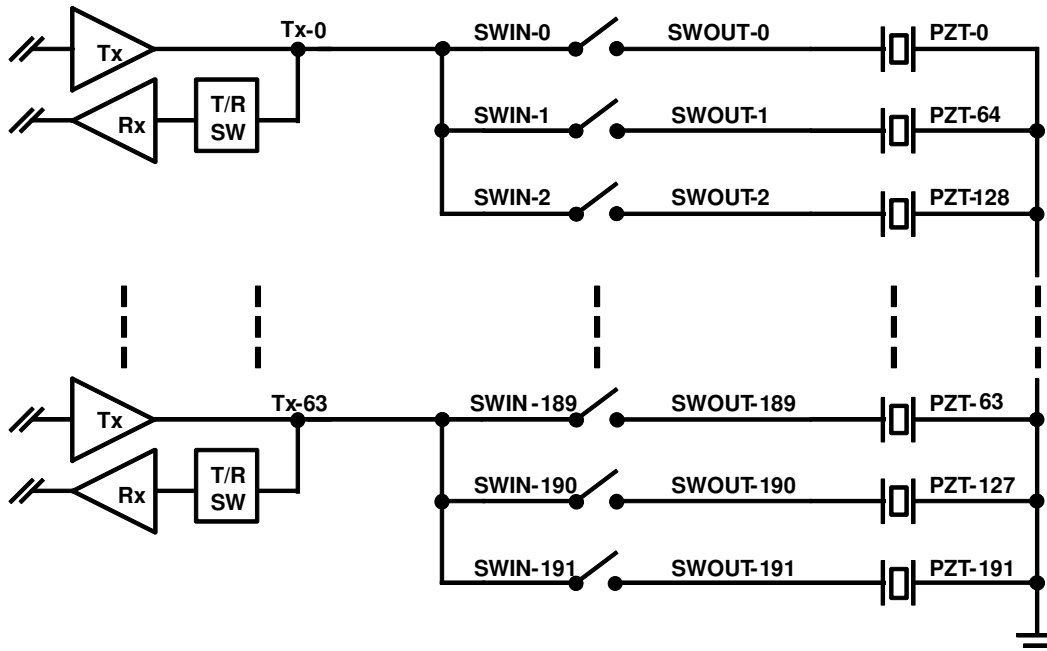 Tx-0 SWIN-0 SWOUT-0 PZT-0
Tx
T/R
SW
Rx
SWIN-1 SWOUT-1 PZT-64
SWIN-2 SWOUT-2 PZT-128
Tx-63 SWIN-189 SWOUT-189 PZT-63
Tx
T/R
SW
Rx
SWIN-190 SWOUT-190 PZT-127
SWIN-191 SWOUT-191 PZT-191